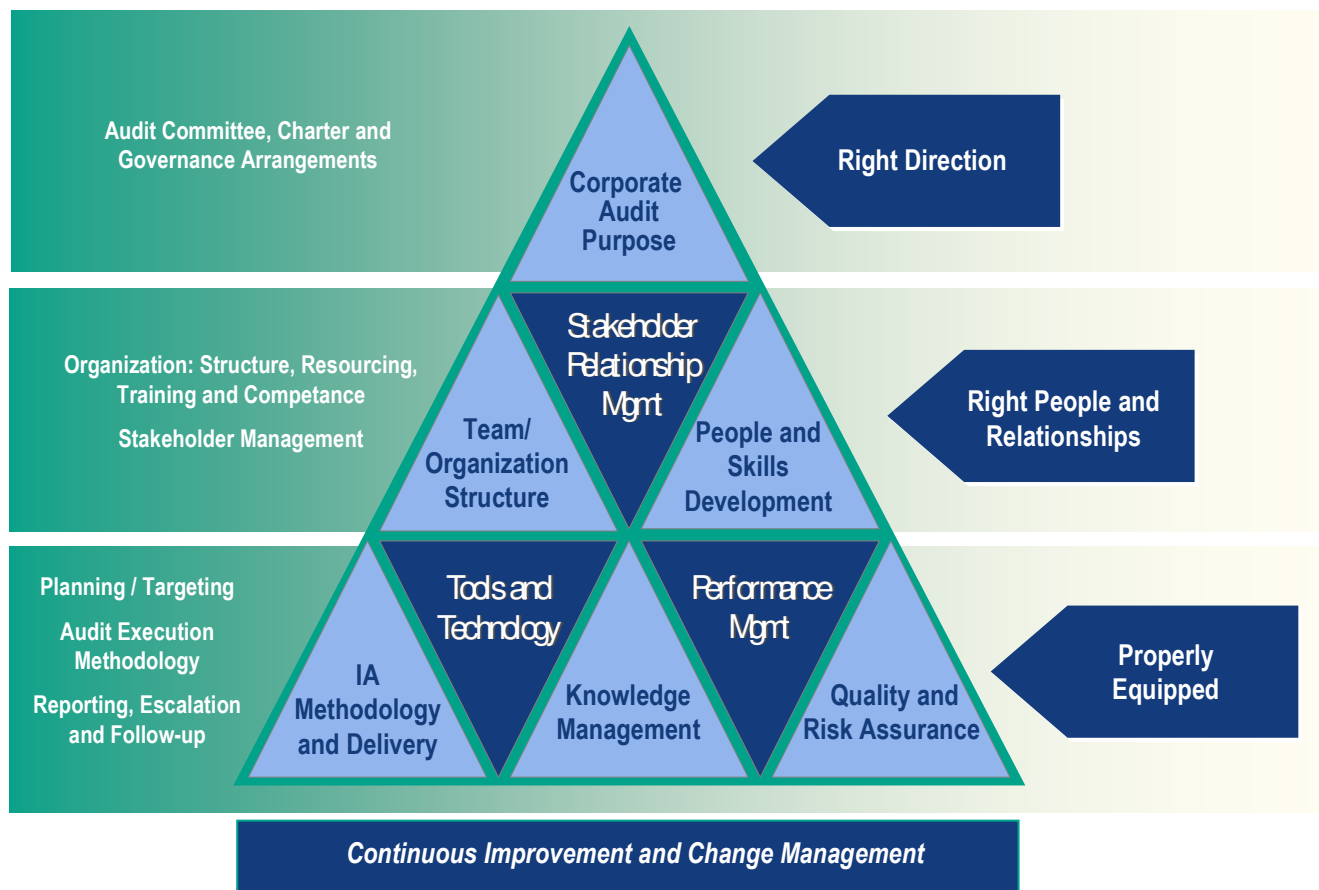 Audit Committee, Charter and
Governance Arrangements
Corporate
Audit
Purpose
Right Direction
Organization: Structure, Resourcing,
Training and Competance
Stakeholder Management
Team/
Organization
Structure
Stakeholder
Relationship
Mgmt
People and
Skills
Development
Right People and
Relationships
Planning / Targeting
Audit Execution
Methodology
Reporting, Escalation
and Follow-up
IA
Methodology
and Delivery
Tools and
Technology
Knowledge
Management
Performance
Mgmt
Quality and
Risk Assurance
Properly
Equipped
Continuous Improvement and Change Management